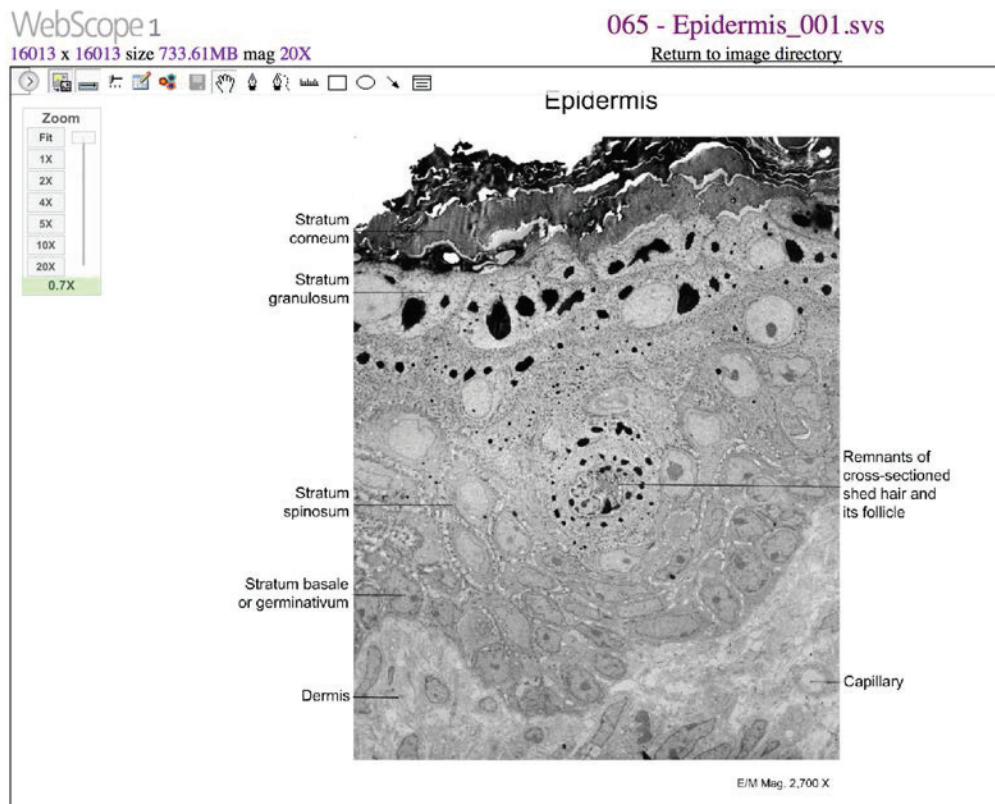 WebScope 1
065 - Epidermis_001.svs
16013 x 16013 size 733.61MB mag 20X
Return to image directory
Epidermis
Zoom
Fit
1X
2X
4X
5X
10X
20X
0.7X
Stratum
corneum
Stratum
granulosum
Stratum
spinosum
Stratum basale
or germinativum
Dermis
Remnants of
cross-sectioned
shed hair and
its follicle
Capillary
E/M Mag. 2,700 X